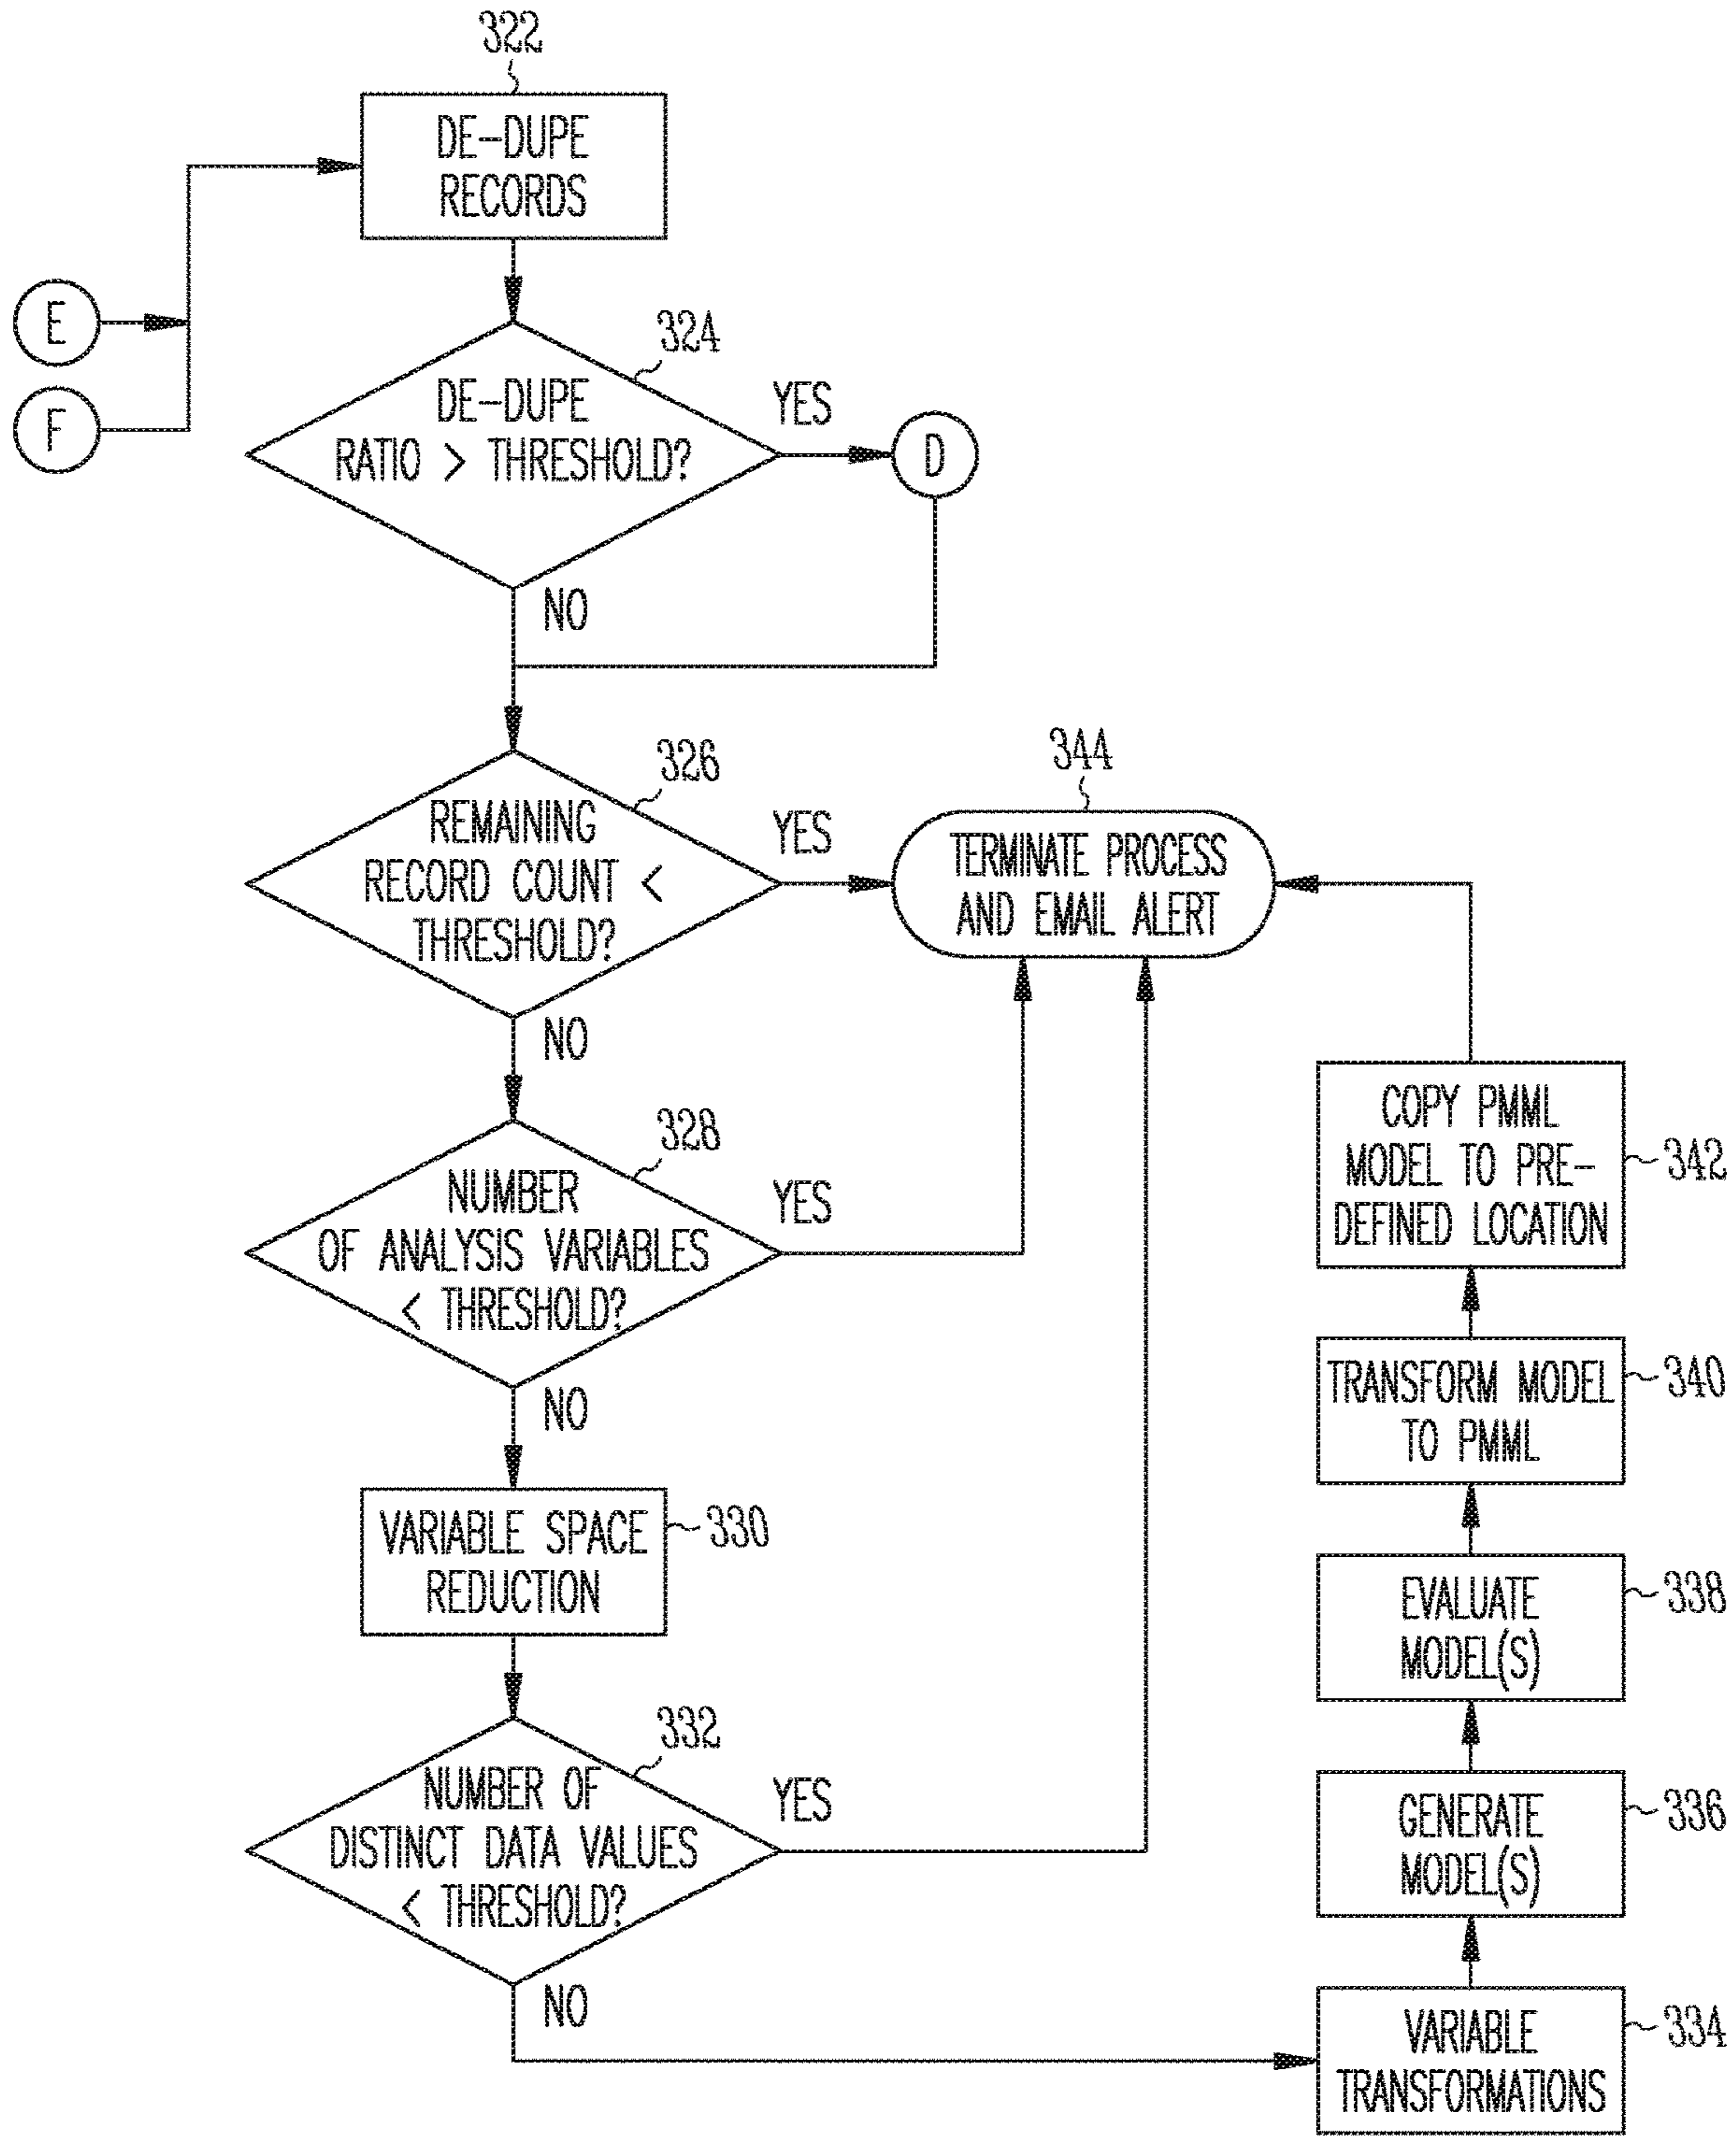 322
DE-DUPE
RECORDS
E
F
324
DE-DUPE
RATIO > THRESHOLD?
YES
D
NO
326
REMAINING
RECORD COUNT <
THRESHOLD?
YES
NO
344
TERMINATE PROCESS
AND EMAIL ALERT
328
NUMBER
OF ANALYSIS VARIABLES
< THRESHOLD?
YES
NO
VARIABLE SPACE
REDUCTION
330
332
NUMBER OF
DISTINCT DATA VALUES
< THRESHOLD?
YES
NO
COPY PMML
MODEL TO PRE-
DEFINED LOCATION
342
TRANSFORM MODEL
TO PMML
340
EVALUATE
MODEL(S)
338
GENERATE
MODEL(S)
336
VARIABLE
TRANSFORMATIONS
334